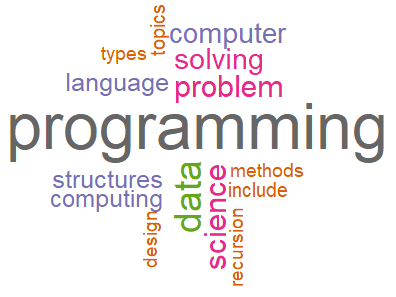 topics
computer
types
solving
language
problem
programming
structures
data
science
methods
computing
include
design
recursion